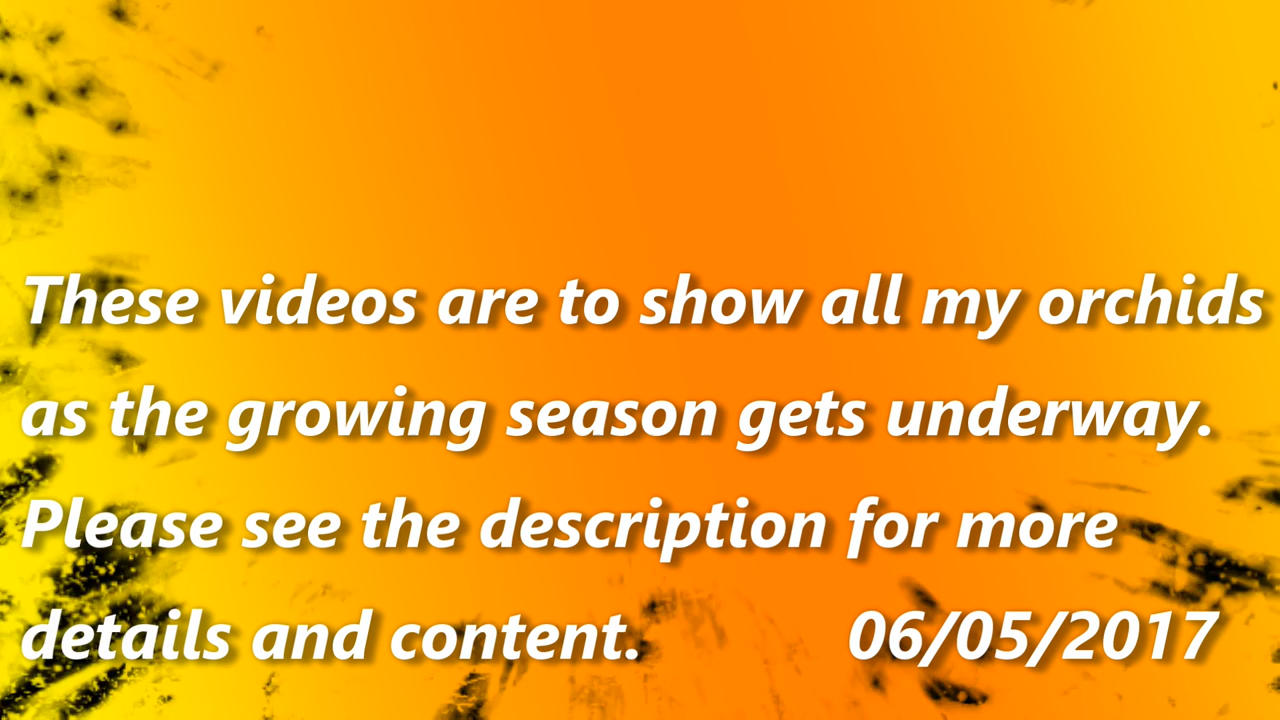 These videos are to show all my orchids
as the growing season gets underway.
Please see the description for more
details and content. 06/05/2017